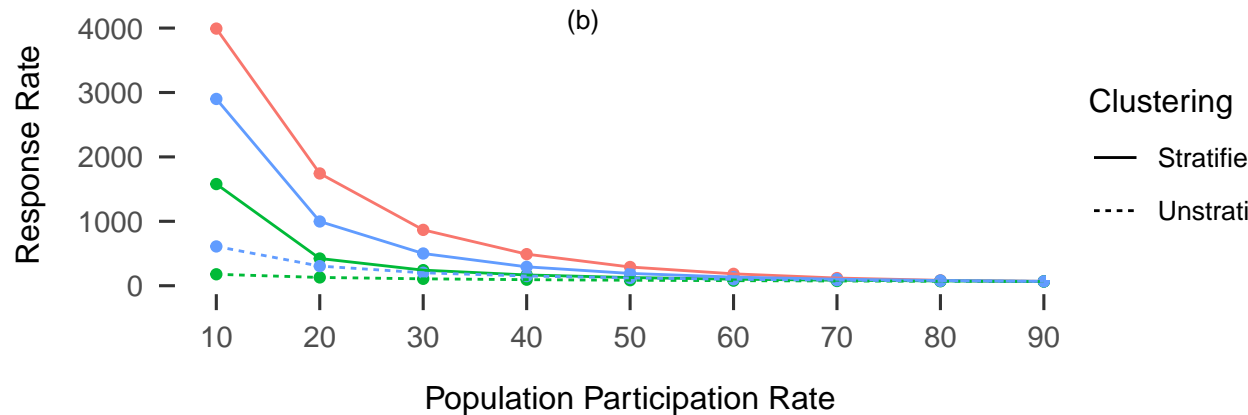 (b)
4000
3000
2000
1000
0
Response Rate
10 20 30 40 50 60 70 80 90
Population Participation Rate
Clustering
Stratifie
Unstrati